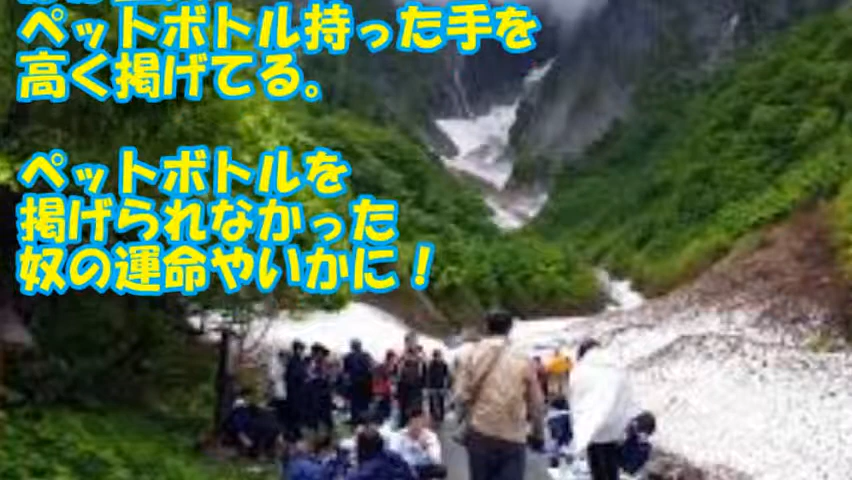 ペットボトル持った手を
高く掲げてる。
ペットボトルを
掲げられなかった
奴の運命やいかに！